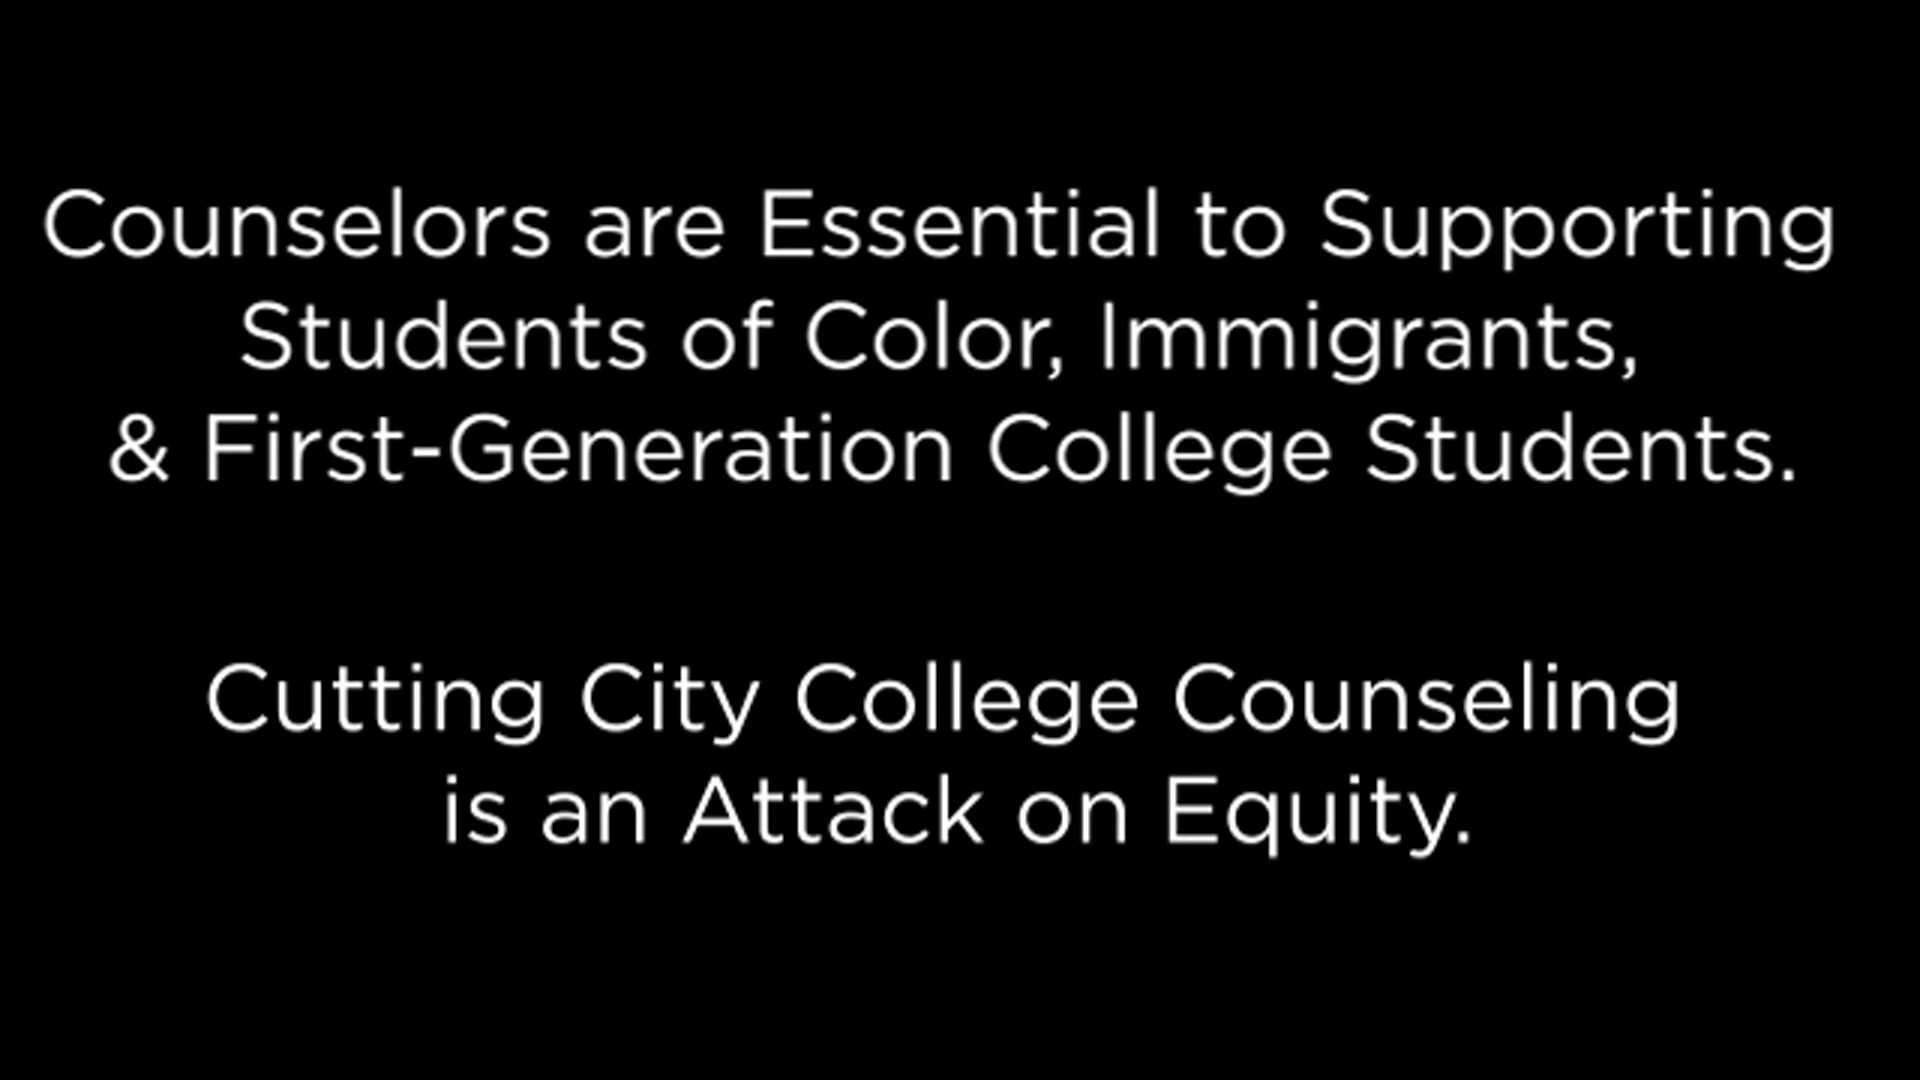 Counselors are Essential to Supporting
Students of Color, Immigrants,
& First-Generation College Students.
Cutting City College Counseling
is an Attack on Equity.